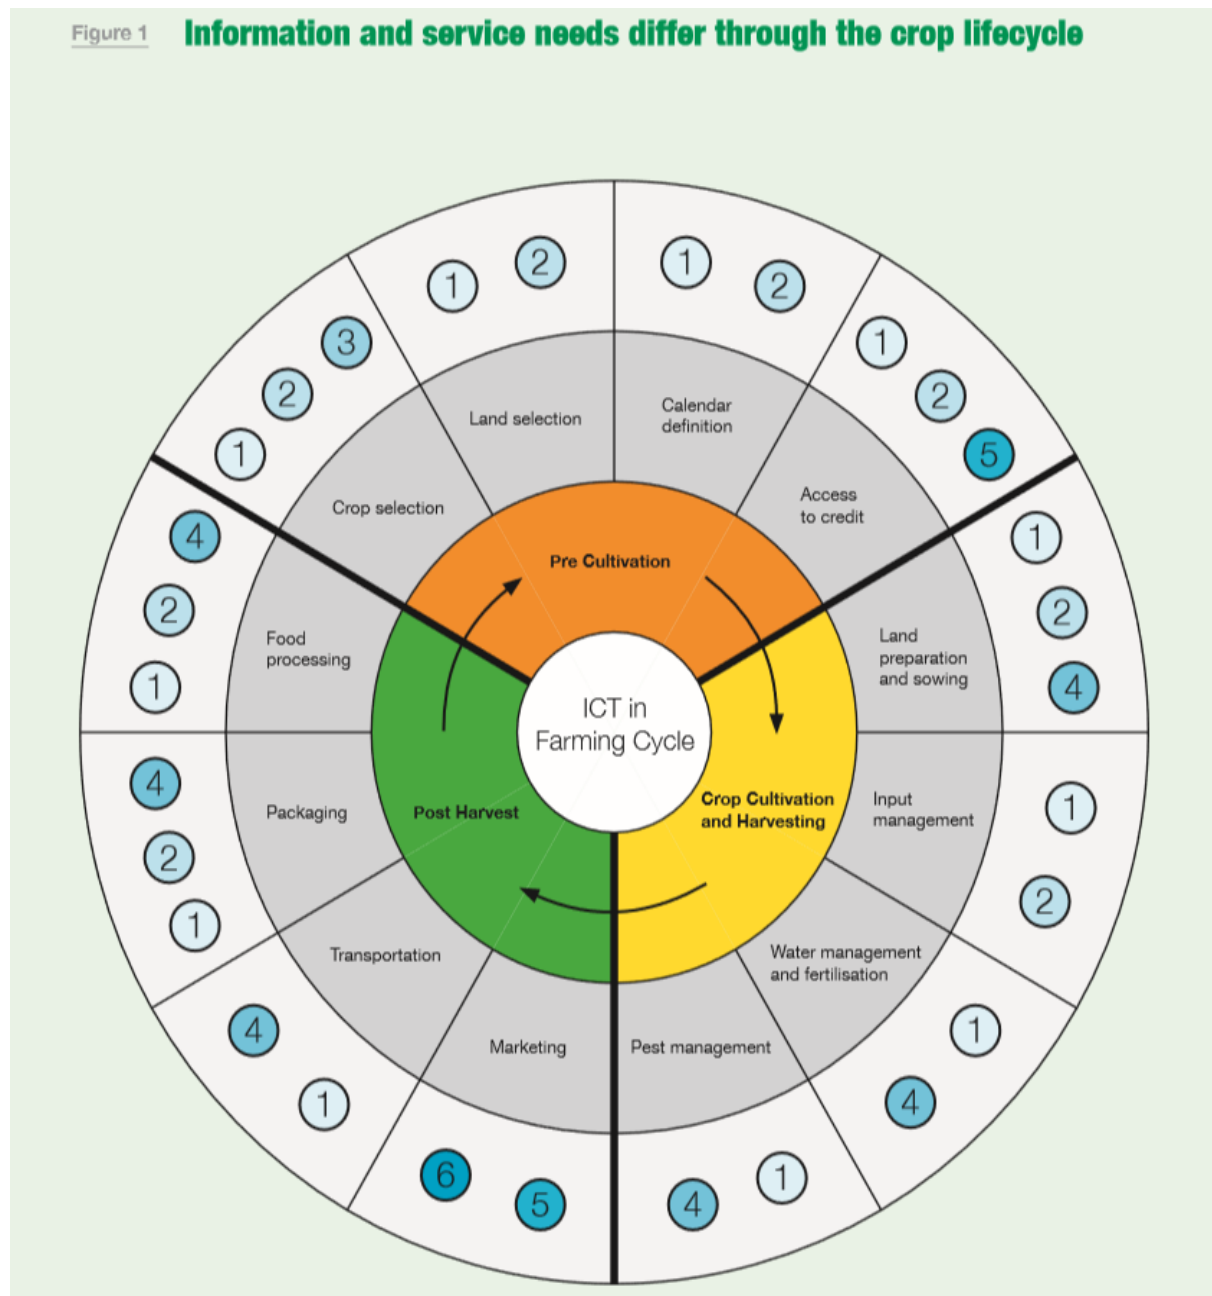 Figure 1
Information and service needs differ through the crop lifecycle
1
2
Land selection
1
2
Calendar
definition
1
2
5
Access
to credit
1
2
4
Land
preparation
and sowing
1
2
Input
management
1
4
Water management
and fertilisation
1
4
Pest management
5
6
Marketing
1
4
Transportation
1
2
4
Packaging
1
2
4
Food
processing
1
2
3
Crop selection
Pre Cultivation
Crop Cultivation
and Harvesting
Post Harvest
ICT in
Farming Cycle